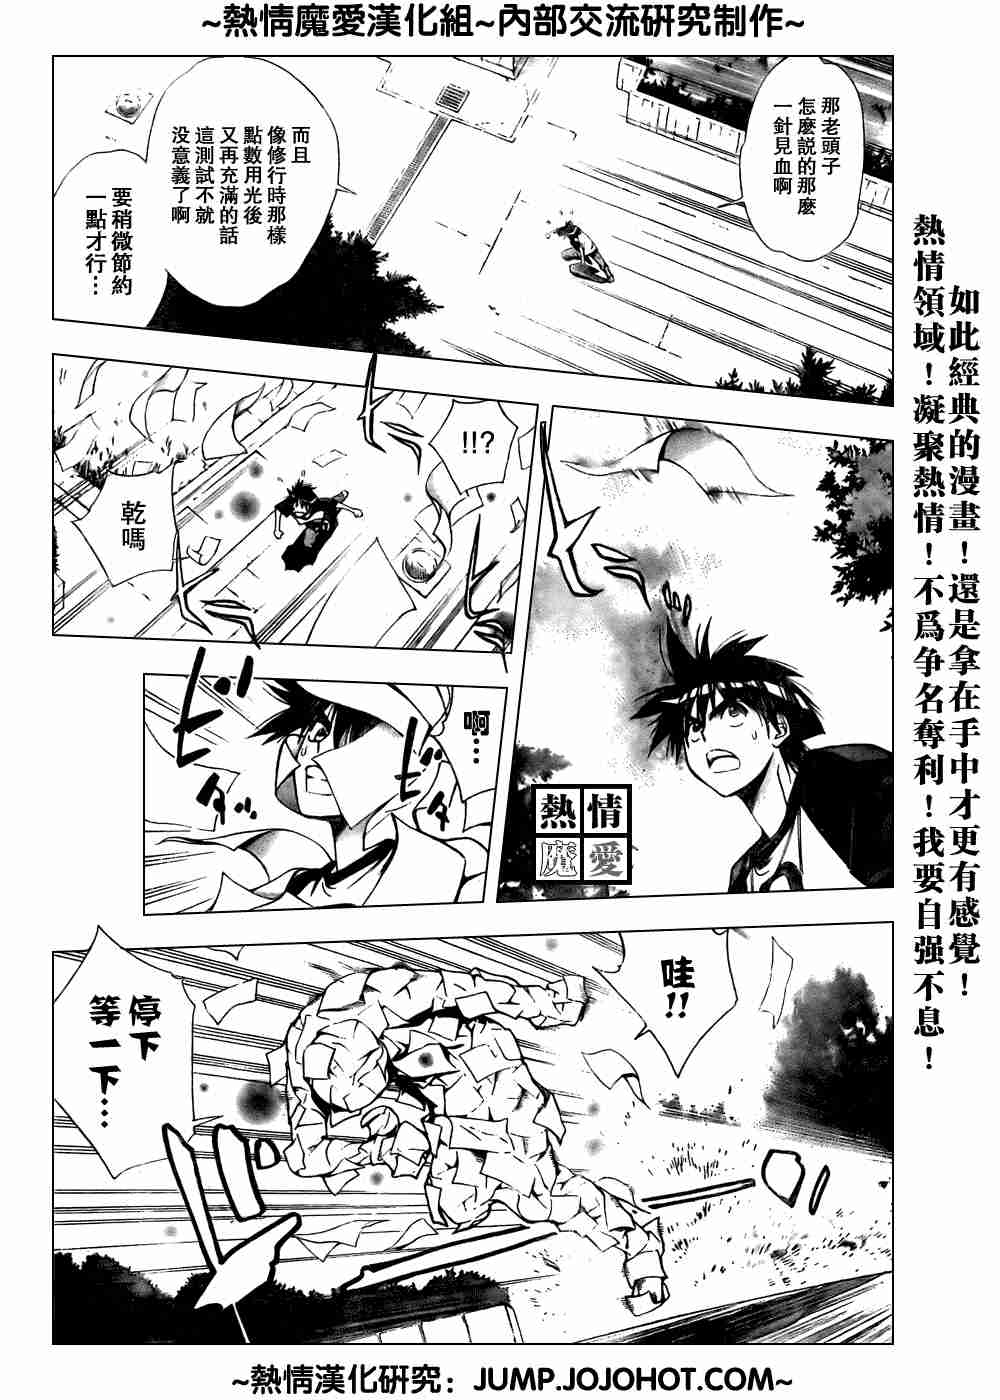 ~熱情魔愛漢化組~內部交流研究制作~
那老頭子
怎麽説的那麽
一針見血啊
而且
像修行時那樣
點數用光後
又再充滿的話
這測試不就
没意義了啊
要稍微節約
一點才行…
!!?
乾嗎
啊…
熱情
魔愛
哇!!
停下
等一下…
如此經典的漫畫！還是拿在手中才更有感覺！
熱情領域！凝聚熱情！不爲争名奪利！我要自强不息！
~熱情漢化研究：JUMP.JOJOHOT.COM~